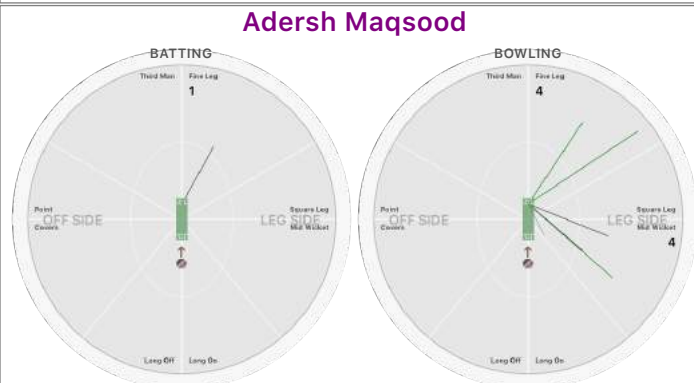 Adersh Maqsood
BATTING
Third Man Fine Leg
1
Point Square Leg
OFF SIDE LEG SIDE
Covers Mid Wicket
Long Off Long On
BOWLING
Third Man Fine Leg
4
Point Square Leg
OFF SIDE LEG SIDE
Covers Mid Wicket
4
Long Off Long On